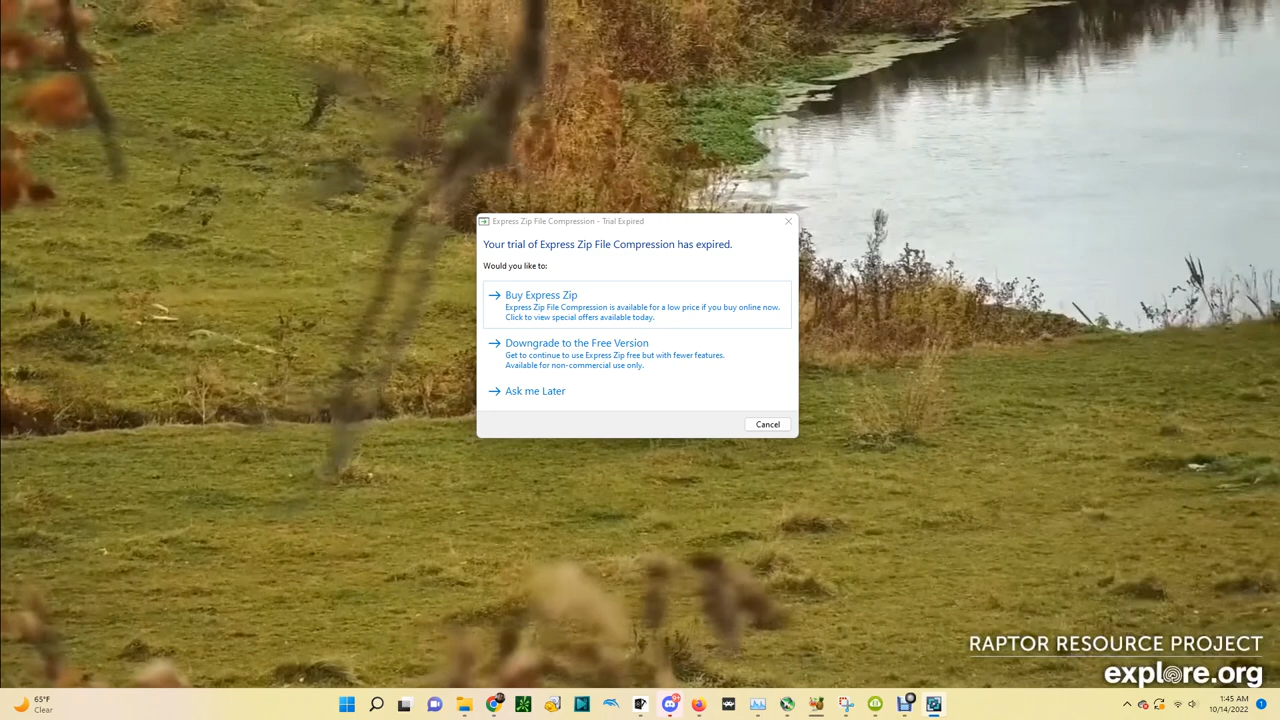 Express Zip File Compression - Trial Expired
Your trial of Express Zip File Compression has expired.
Would you like to:
Buy Express Zip
Express Zip File Compression is available for a low price if you buy online now.
Click to view special offers available today.
Downgrade to the Free Version
Get to continue to use Express Zip free but with fewer features.
Available for non-commercial use only.
Ask me Later
Cancel
RAPTOR RESOURCE PROJECT
explore.org
65°F
Clear
1:45 AM
10/14/2022